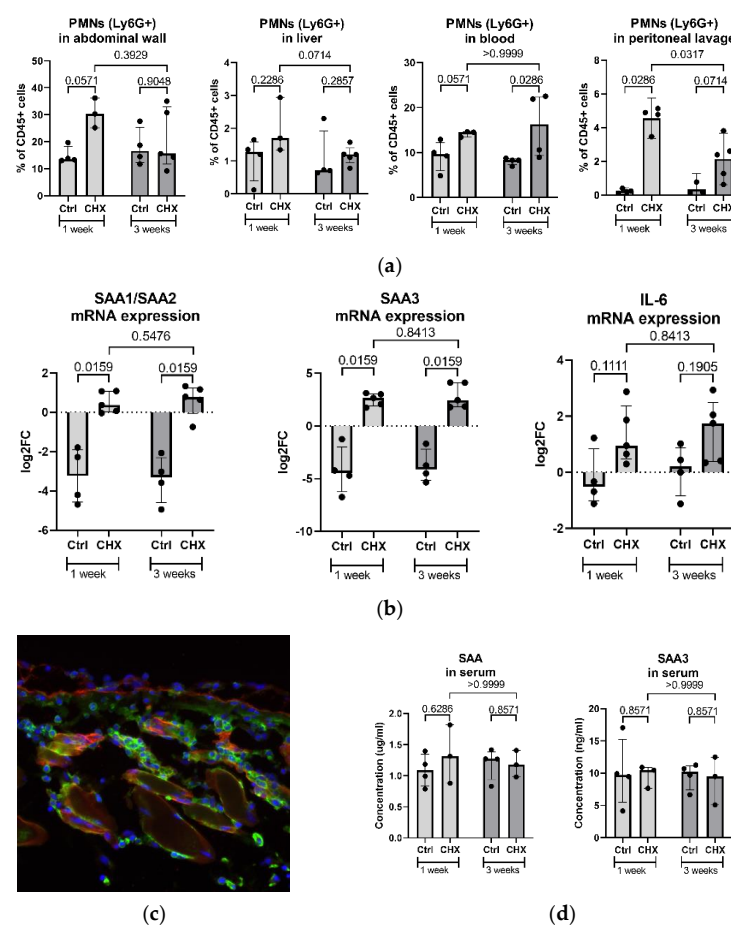 PMNs (Ly6G+)
in abdominal wall
0.3929
0.0571
0.9048
% of CD45+ cells
50
40
30
20
10
0
Ctrl CHX Ctrl CHX
1 week 3 weeks
PMNs (Ly6G+)
in liver
0.0714
0.2286
0.2857
% of CD45+ cells
4
3
2
1
0
Ctrl CHX Ctrl CHX
1 week 3 weeks
PMNs (Ly6G+)
in blood
>0.9999
0.0571
0.0286
% of CD45+ cells
50
40
30
20
10
0
Ctrl CHX Ctrl CHX
1 week 3 weeks
PMNs (Ly6G+)
in peritoneal lavage
0.0317
0.0286
0.0714
% of CD45+ cells
8
6
4
2
0
Ctrl CHX Ctrl CHX
1 week 3 weeks
(a)
SAA1/SAA2
mRNA expression
0.5476
0.0159
0.0159
log2FC
2
0
-2
-4
-6
Ctrl CHX Ctrl CHX
1 week 3 weeks
SAA3
mRNA expression
0.8413
0.0159
0.0159
log2FC
5
0
-5
-10
Ctrl CHX Ctrl CHX
1 week 3 weeks
IL-6
mRNA expression
0.8413
0.1111
0.1905
log2FC
4
2
0
-2
Ctrl CHX Ctrl CHX
1 week 3 weeks
(b)
(c)
SAA
in serum
>0.9999
0.6286
0.8571
Concentration (ug/ml)
2.0
1.5
1.0
0.5
0.0
Ctrl CHX Ctrl CHX
1 week 3 weeks
SAA3
in serum
>0.9999
0.8571
0.8571
Concentration (ng/ml)
20
15
10
5
0
Ctrl CHX Ctrl CHX
1 week 3 weeks
(d)